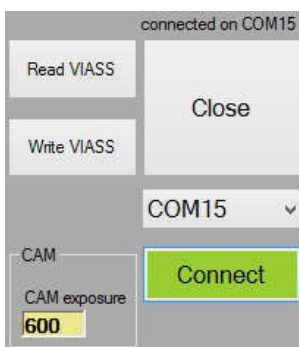 connected on COM15
Read VIASS
Close
Write VIASS
COM15
CAM
Connect
CAM exposure
600